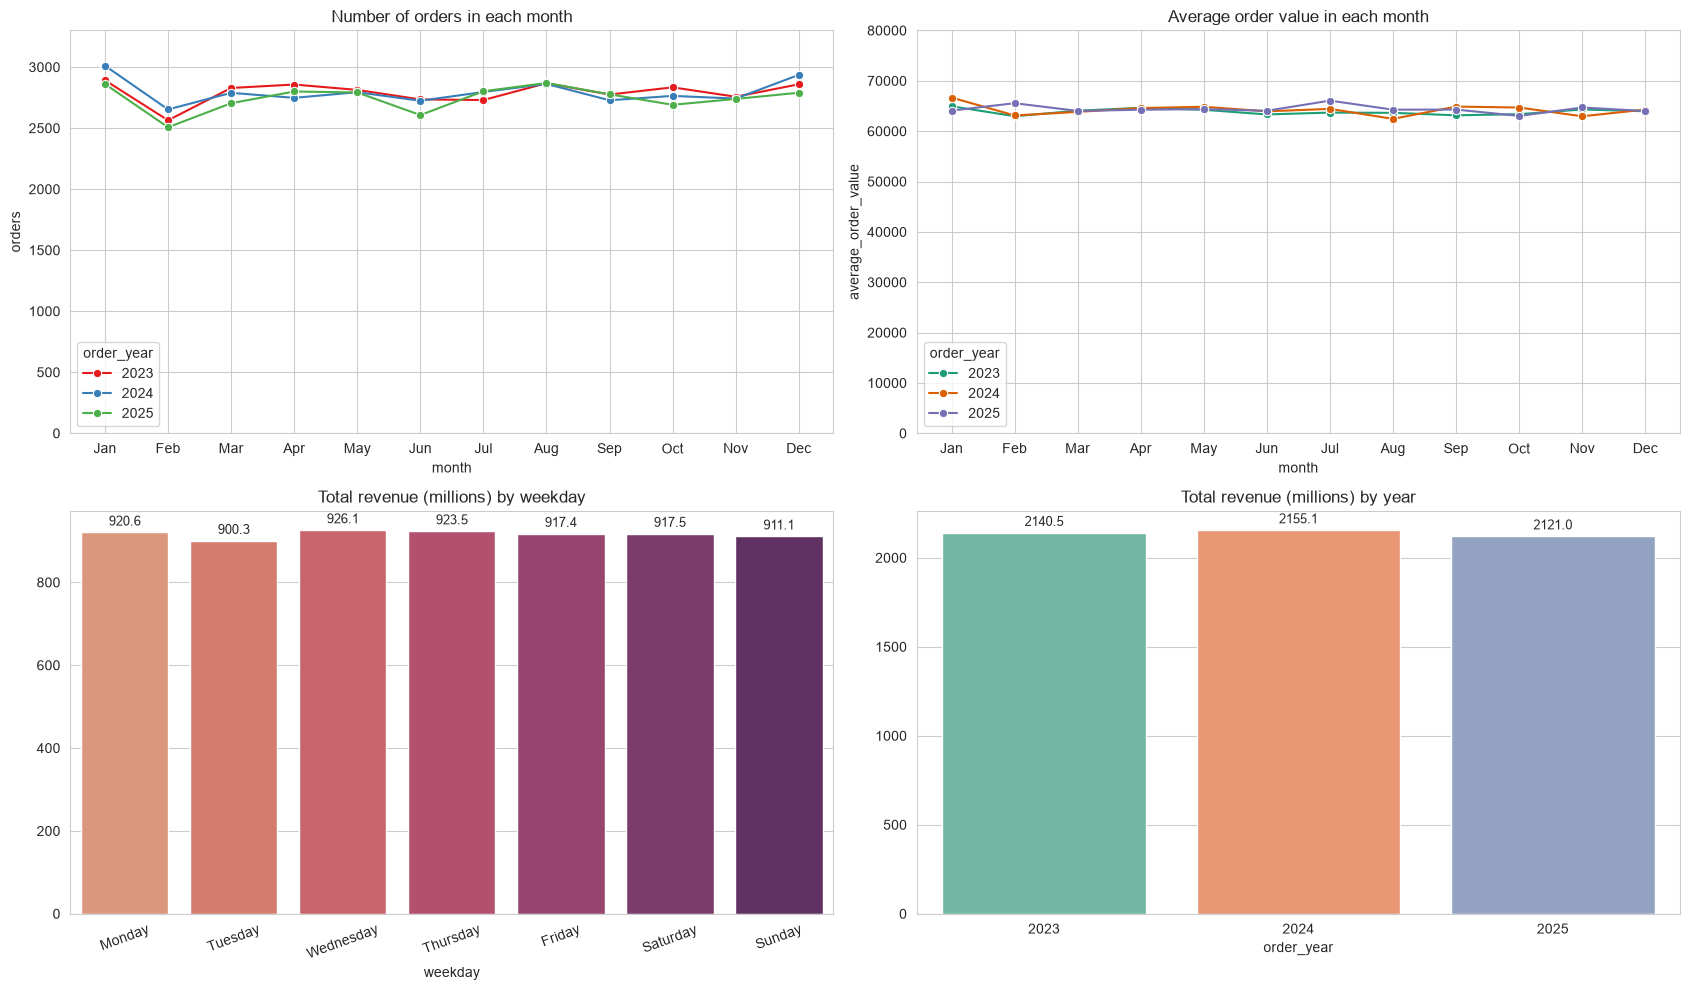 Number of orders in each month
3000
2500
2000
1500
1000
500
0
orders
order_year
2023
2024
2025
Jan Feb Mar Apr May Jun Jul Aug Sep Oct Nov Dec
month
Average order value in each month
80000
70000
60000
50000
40000
30000
20000
10000
0
average_order_value
order_year
2023
2024
2025
Jan Feb Mar Apr May Jun Jul Aug Sep Oct Nov Dec
month
Total revenue (millions) by weekday
920.6 900.3 926.1 923.5 917.4 917.5 911.1
800
600
400
200
0
Monday Tuesday Wednesday Thursday Friday Saturday Sunday
weekday
Total revenue (millions) by year
2140.5 2155.1 2121.0
2000
1500
1000
500
0
2023 2024 2025
order_year